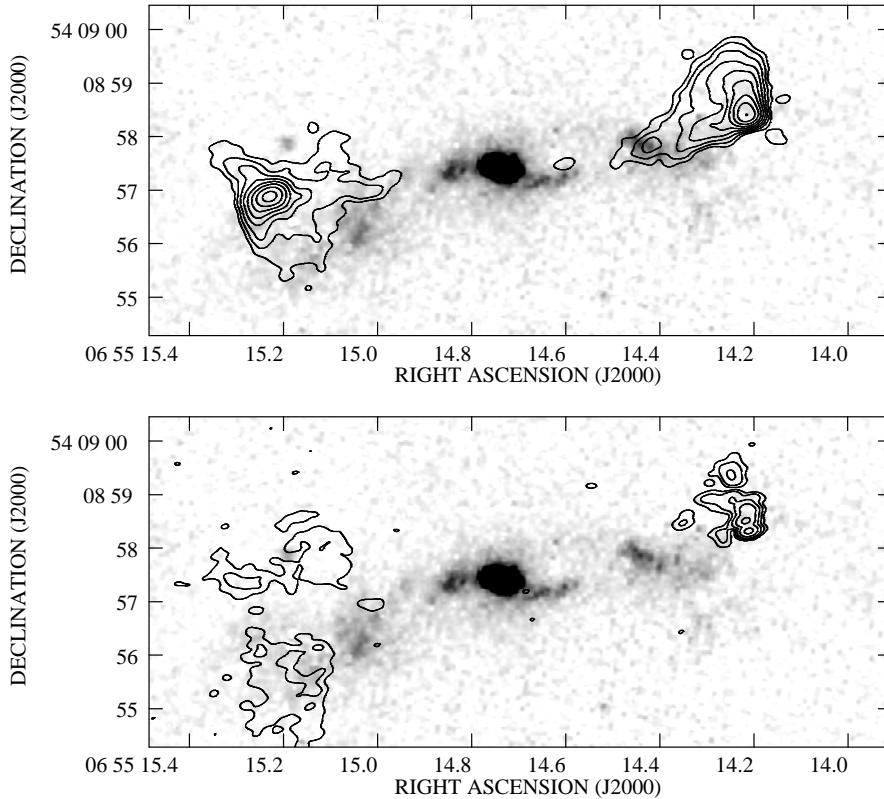 54 09 00
08 59
58
57
56
55
DECLINATION (J2000)
06 55 15.4 15.2 15.0 14.8 14.6 14.4 14.2 14.0
RIGHT ASCENSION (J2000)
54 09 00
08 59
58
57
56
55
DECLINATION (J2000)
06 55 15.4 15.2 15.0 14.8 14.6 14.4 14.2 14.0
RIGHT ASCENSION (J2000)